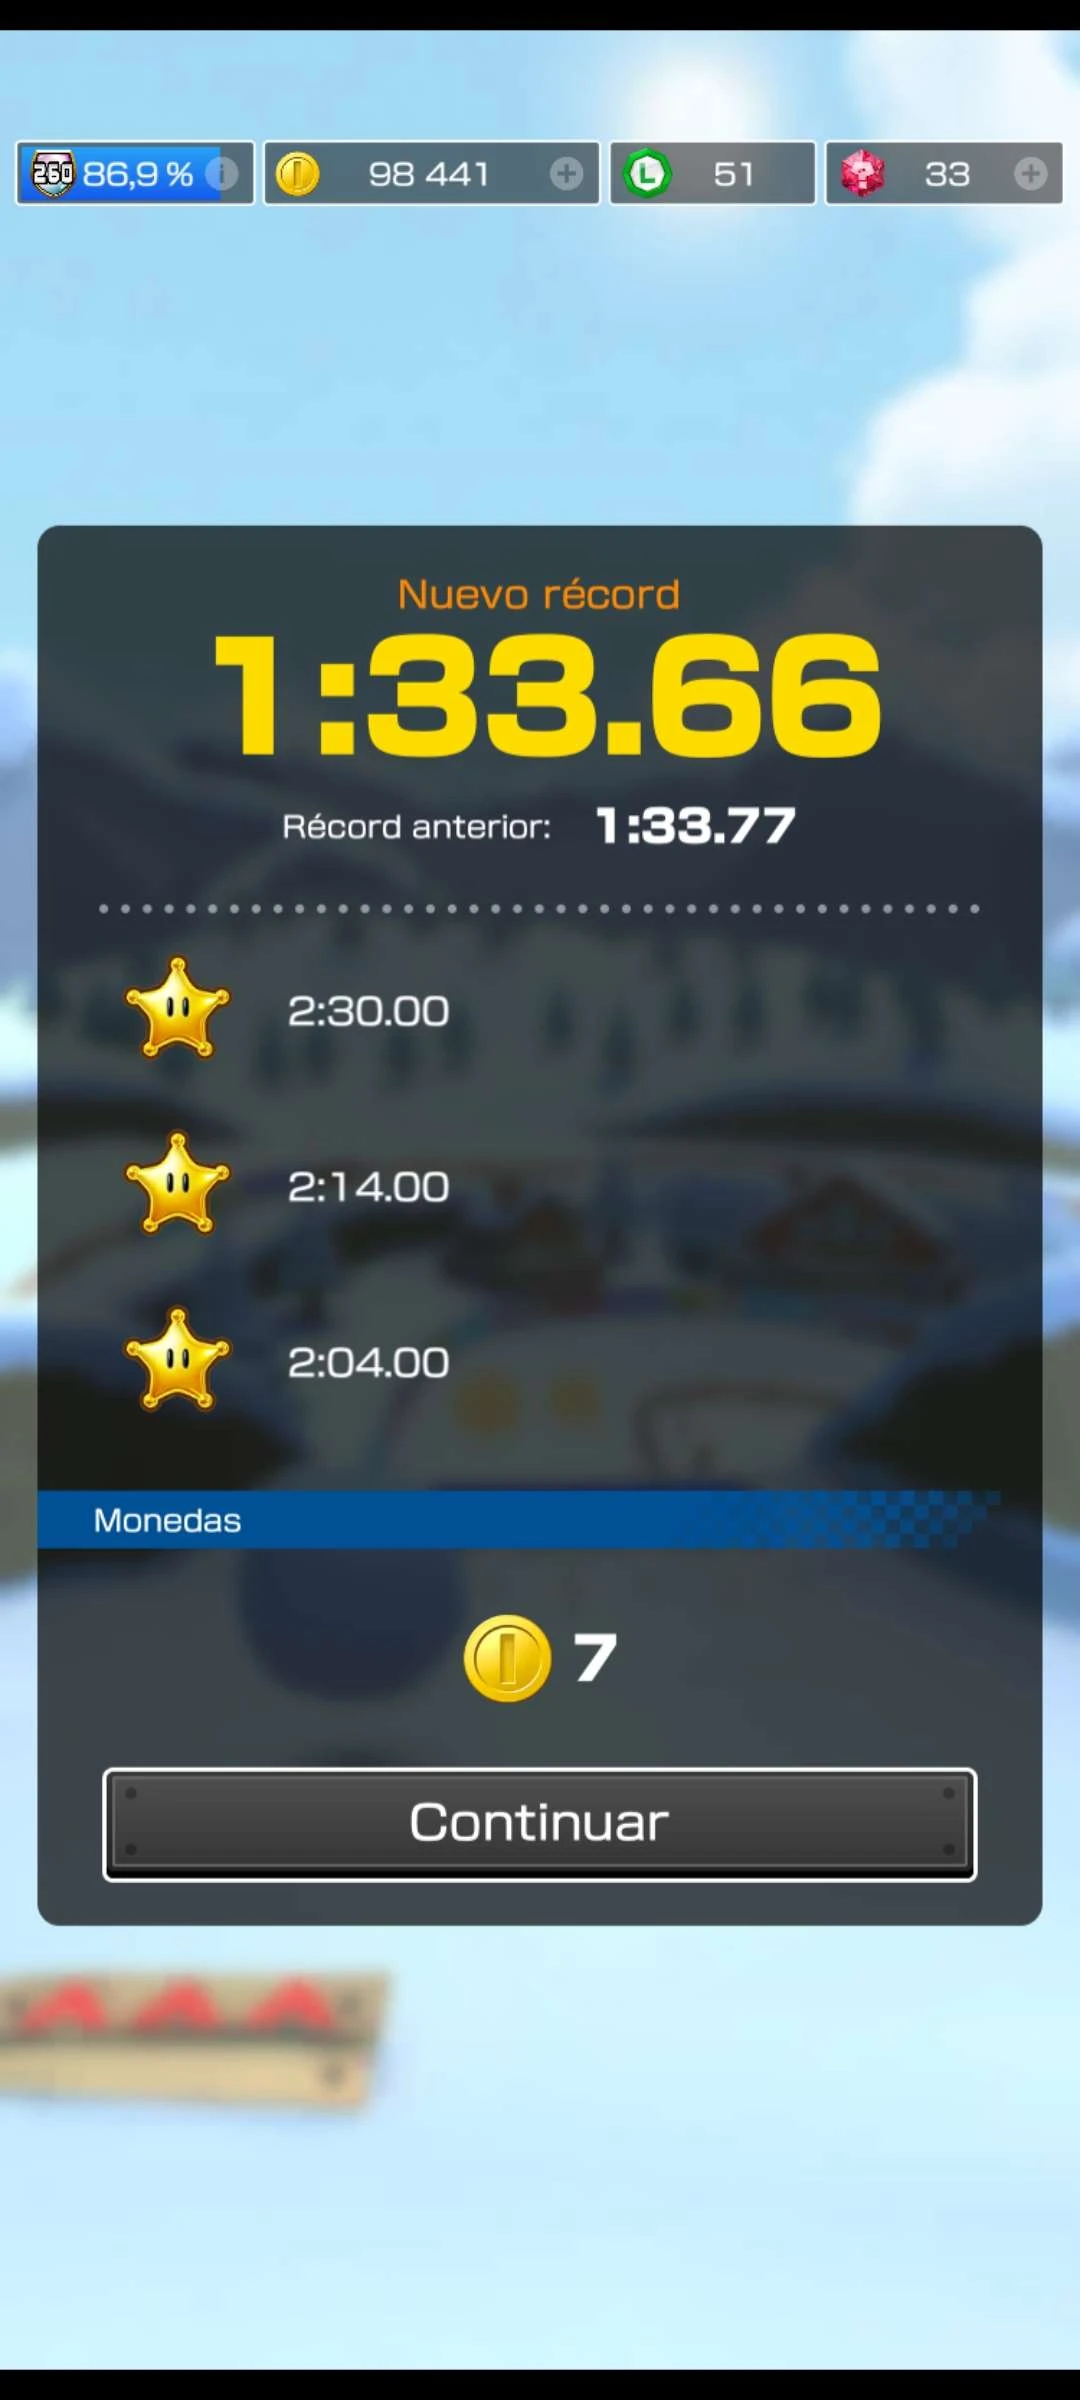 260 86,9 % i 98 441 + L 51 33 +
Nuevo récord
1:33.66
Récord anterior: 1:33.77
2:30.00
2:14.00
2:04.00
Monedas
7
Continuar